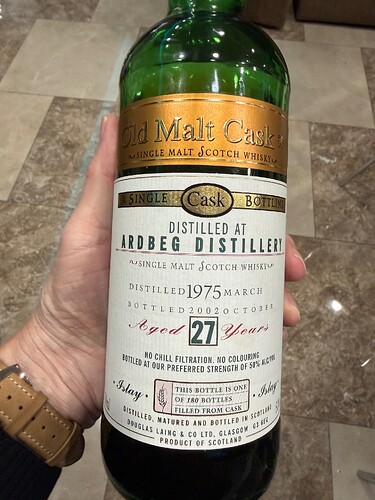 Old Malt Cask
SINGLE MALT SCOTCH WHISKY
A SINGLE Cask BOTTLING
DISTILLED AT
ARDBEG DISTILLERY
SINGLE MALT SCOTCH WHISKY
DISTILLED 1975 MARCH
BOTTLED 2002 OCTOBER
Aged 27 Years
NO CHILL FILTRATION. NO COLOURING
BOTTLED AT OUR PREFERRED STRENGTH OF 50% ALC/VOL
· Islay · THIS BOTTLE IS ONE · Islay ·
OF 180 BOTTLES
FILLED FROM CASK
DISTILLED, MATURED AND BOTTLED IN SCOTLAND
DOUGLAS LAING & CO LTD, GLASGOW G3 6EQ
PRODUCT OF SCOTLAND